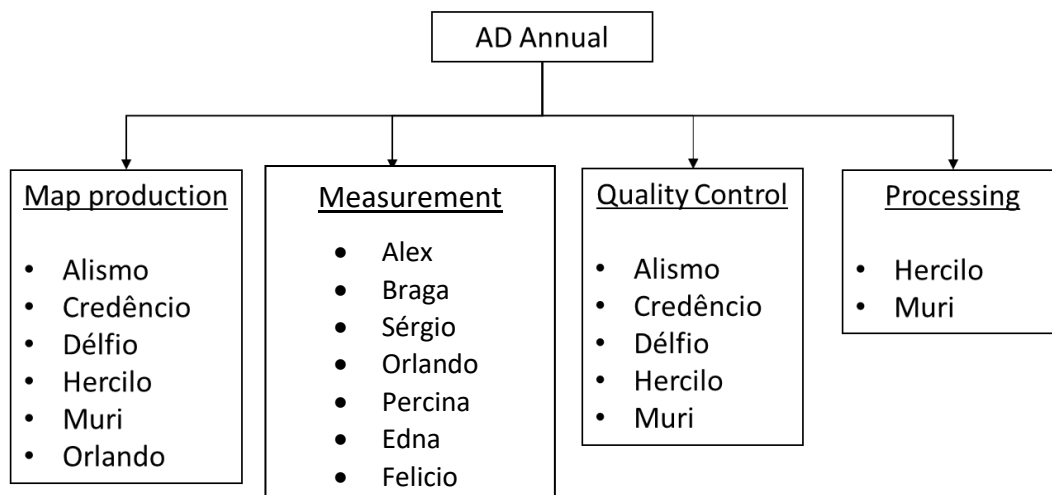 AD Annual
Map production
• Alismo
• Credêncio
• Délfio
• Hercilo
• Muri
• Orlando
Measurement
• Alex
• Braga
• Sérgio
• Orlando
• Percina
• Edna
• Felicio
Quality Control
• Alismo
• Credêncio
• Délfio
• Hercilo
• Muri
Processing
• Hercilo
• Muri